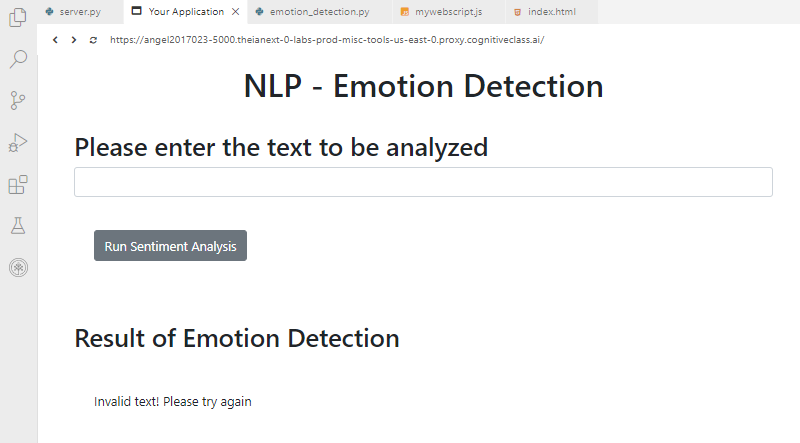 server.py
Your Application
emotion_detection.py
mywebscript.js
index.html
https://angel2017023-5000.theianext-0-labs-prod-misc-tools-us-east-0.proxy.cognitiveclass.ai/
NLP - Emotion Detection
Please enter the text to be analyzed
Run Sentiment Analysis
Result of Emotion Detection
Invalid text! Please try again